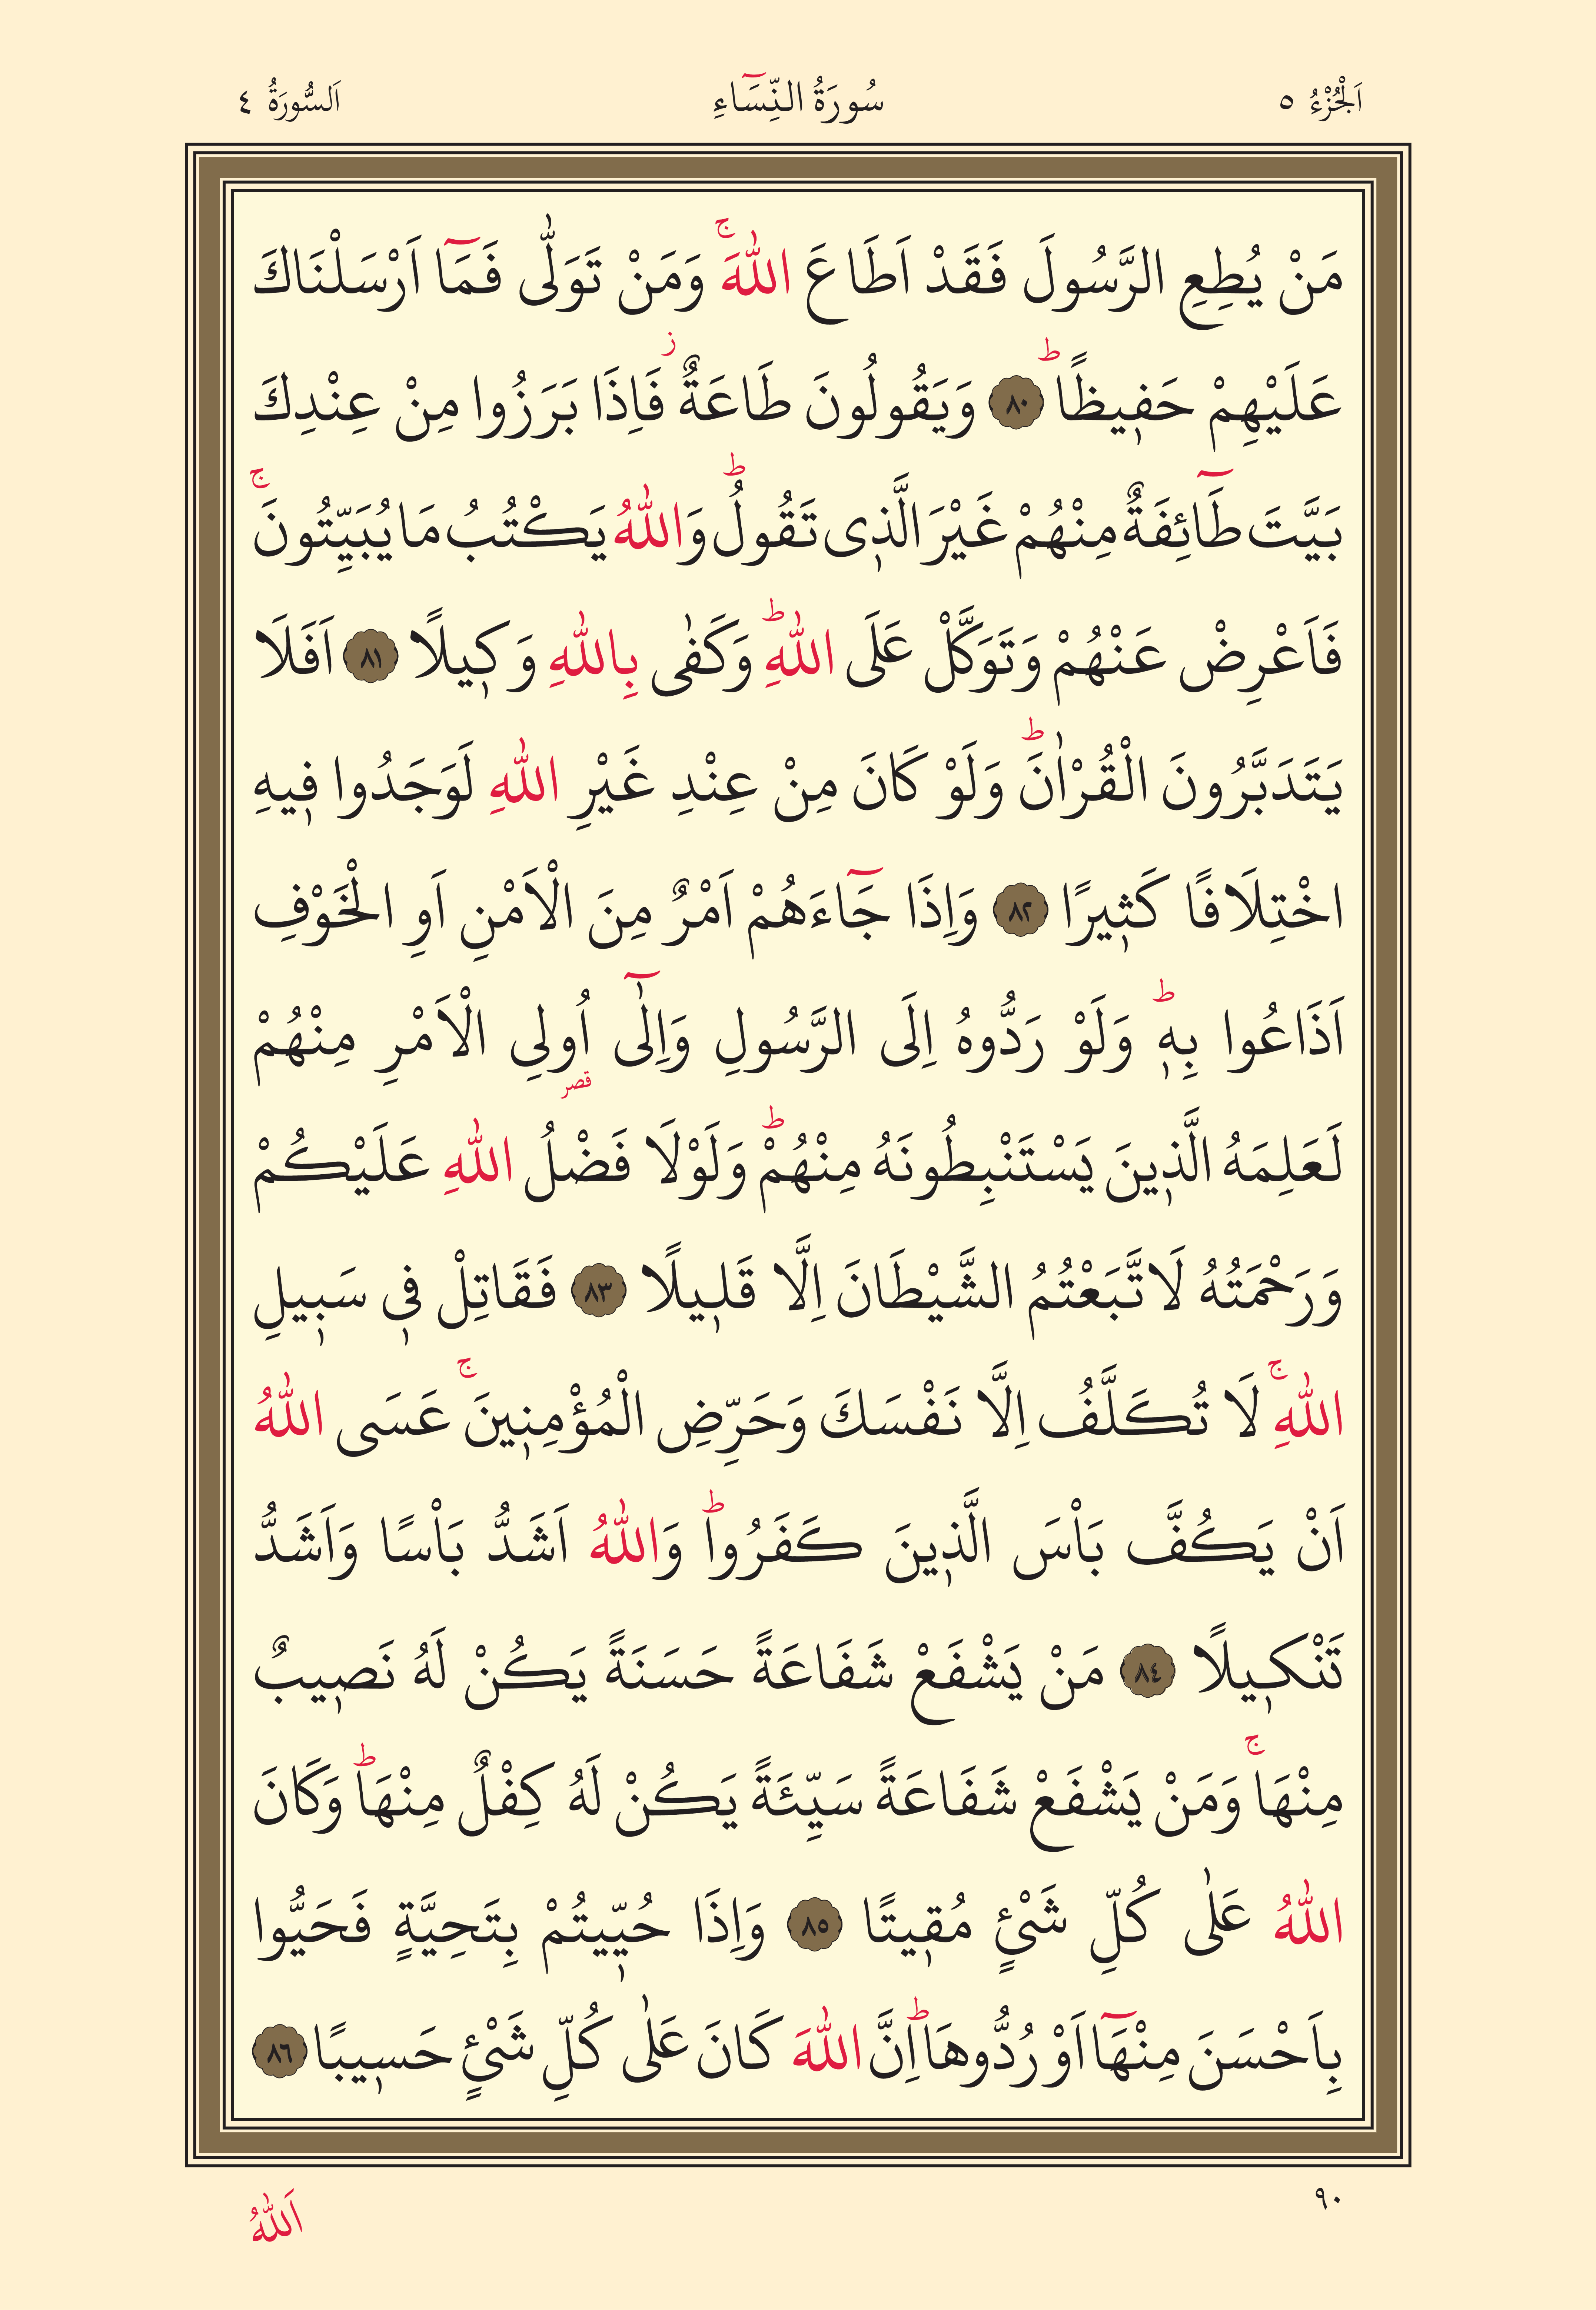 اَلْجُزْءُ ٥
سُورَةُ النِّسَٓاءِ
اَلسُّورَةُ ٤
مَنْ يُطِعِ الرَّسُولَ فَقَدْ اَطَاعَ اللّٰهَۚ وَمَنْ تَوَلّٰى فَمَٓا اَرْسَلْنَاكَ
عَلَيْهِمْ حَف۪يظًاۜ ﴿٨٠﴾ وَيَقُولُونَ طَاعَةٌۘ فَاِذَا بَرَزُوا مِنْ عِنْدِكَ
بَيَّتَ طَٓائِفَةٌ مِنْهُمْ غَيْرَ الَّذ۪ى تَقُولُۜ وَاللّٰهُ يَكْتُبُ مَا يُبَيِّتُونَۚ
فَاَعْرِضْ عَنْهُمْ وَتَوَكَّلْ عَلَى اللّٰهِۜ وَكَفٰى بِاللّٰهِ وَك۪يلًا ﴿٨١﴾ اَفَلَا
يَتَدَبَّرُونَ الْقُرْاٰنَۜ وَلَوْ كَانَ مِنْ عِنْدِ غَيْرِ اللّٰهِ لَوَجَدُوا ف۪يهِ
اخْتِلَافًا كَث۪يرًا ﴿٨٢﴾ وَاِذَا جَٓاءَهُمْ اَمْرٌ مِنَ الْاَمْنِ اَوِ الْخَوْفِ
اَذَاعُوا بِه۪ۜ وَلَوْ رَدُّوهُ اِلَى الرَّسُولِ وَاِلٰٓى اُو۬لِى الْاَمْرِ مِنْهُمْ
قصر
لَعَلِمَهُ الَّذ۪ينَ يَسْتَنْبِطُونَهُ مِنْهُمْۜ وَلَوْلَا فَضْلُ اللّٰهِ عَلَيْكُمْ
وَرَحْمَتُهُ لَاتَّبَعْتُمُ الشَّيْطَانَ اِلَّا قَل۪يلًا ﴿٨٣﴾ فَقَاتِلْ ف۪ى سَب۪يلِ
اللّٰهِۚ لَا تُكَلَّفُ اِلَّا نَفْسَكَ وَحَرِّضِ الْمُؤْمِن۪ينَۚ عَسَى اللّٰهُ
اَنْ يَكُفَّ بَاْسَ الَّذ۪ينَ كَفَرُواۜ وَاللّٰهُ اَشَدُّ بَاْسًا وَاَشَدُّ
تَنْك۪يلًا ﴿٨٤﴾ مَنْ يَشْفَعْ شَفَاعَةً حَسَنَةً يَكُنْ لَهُ نَص۪يبٌ
مِنْهَاۚ وَمَنْ يَشْفَعْ شَفَاعَةً سَيِّئَةً يَكُنْ لَهُ كِفْلٌ مِنْهَاۜ وَكَانَ
اللّٰهُ عَلٰى كُلِّ شَىْءٍ مُق۪يتًا ﴿٨٥﴾ وَاِذَا حُيّ۪يتُمْ بِتَحِيَّةٍ فَحَيُّوا
بِاَحْسَنَ مِنْهَٓا اَوْ رُدُّوهَاۜ اِنَّ اللّٰهَ كَانَ عَلٰى كُلِّ شَىْءٍ حَس۪يبًا ﴿٨٦﴾
٩٠
اَللّٰهُ